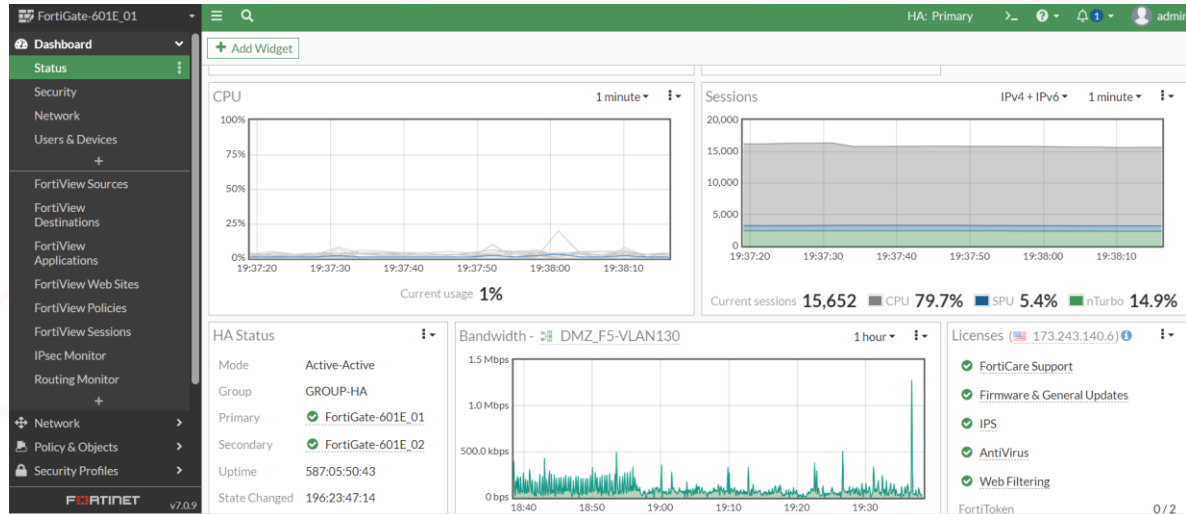 FortiGate-601E_01
HA: Primary
>_
1
admin
Dashboard
Status
Security
Network
Users & Devices
+
FortiView Sources
FortiView
Destinations
FortiView
Applications
FortiView Web Sites
FortiView Policies
FortiView Sessions
IPsec Monitor
Routing Monitor
+
Network
Policy & Objects
Security Profiles
FORTINET v7.0.9
+ Add Widget
CPU 1 minute
100%
75%
50%
25%
0%
19:37:20 19:37:30 19:37:40 19:37:50 19:38:00 19:38:10
Current usage 1%
Sessions IPv4 + IPv6 1 minute
20,000
15,000
10,000
5,000
0
19:37:20 19:37:30 19:37:40 19:37:50 19:38:00 19:38:10
Current sessions 15,652 CPU 79.7% SPU 5.4% nTurbo 14.9%
HA Status
Mode Active-Active
Group GROUP-HA
Primary FortiGate-601E_01
Secondary FortiGate-601E_02
Uptime 587:05:50:43
State Changed 196:23:47:14
Bandwidth - DMZ_F5-VLAN130 1 hour
1.5 Mbps
1.0 Mbps
500.0 kbps
0 bps
18:40 18:50 19:00 19:10 19:20 19:30
Licenses (173.243.140.6)
FortiCare Support
Firmware & General Updates
IPS
AntiVirus
Web Filtering
FortiToken 0 / 2